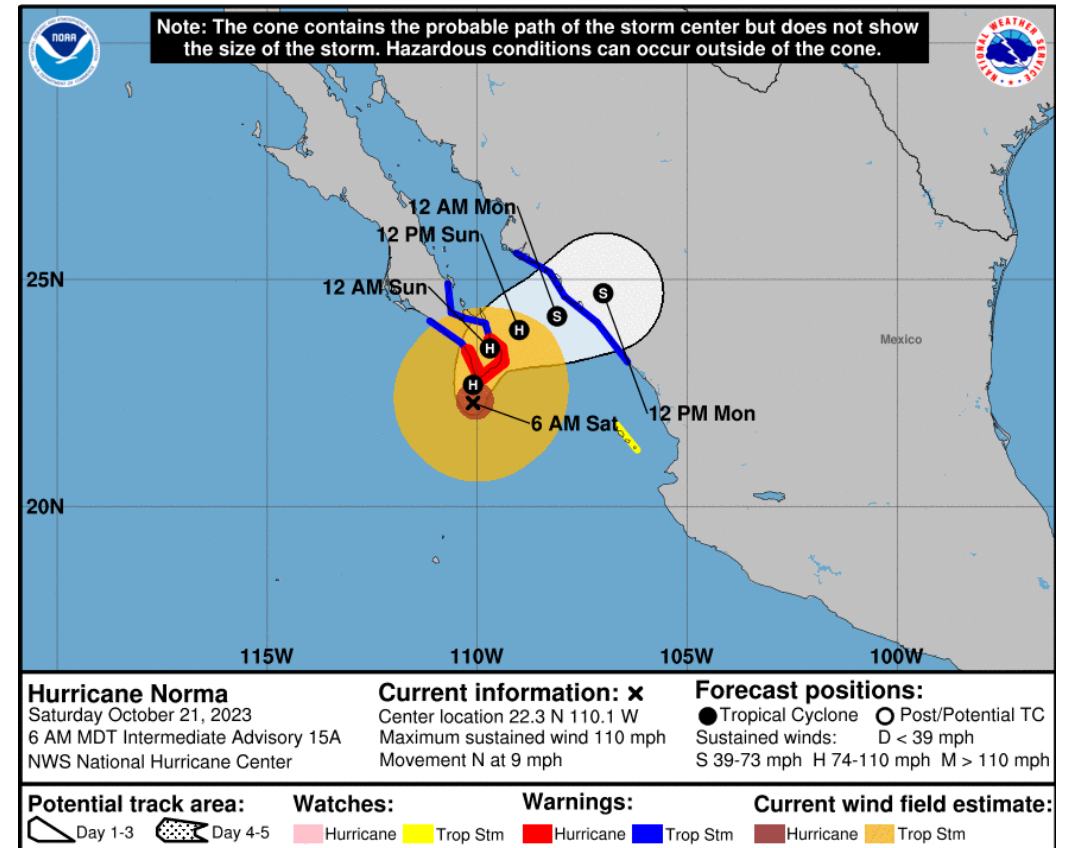 Note: The cone contains the probable path of the storm center but does not show
the size of the storm. Hazardous conditions can occur outside of the cone.
NOAA
NATIONAL WEATHER SERVICE
12 AM Mon
12 PM Sun
25N
12 AM Sun
H
H
H
S
S
Mexico
6 AM Sat
12 PM Mon
20N
115W 110W 105W 100W
Hurricane Norma
Saturday October 21, 2023
6 AM MDT Intermediate Advisory 15A
NWS National Hurricane Center
Current information: ×
Center location 22.3 N 110.1 W
Maximum sustained wind 110 mph
Movement N at 9 mph
Forecast positions:
Tropical Cyclone Post/Potential TC
Sustained winds: D < 39 mph
S 39-73 mph H 74-110 mph M > 110 mph
Potential track area:
Day 1-3 Day 4-5
Watches:
Hurricane Trop Stm
Warnings:
Hurricane Trop Stm
Current wind field estimate:
Hurricane Trop Stm